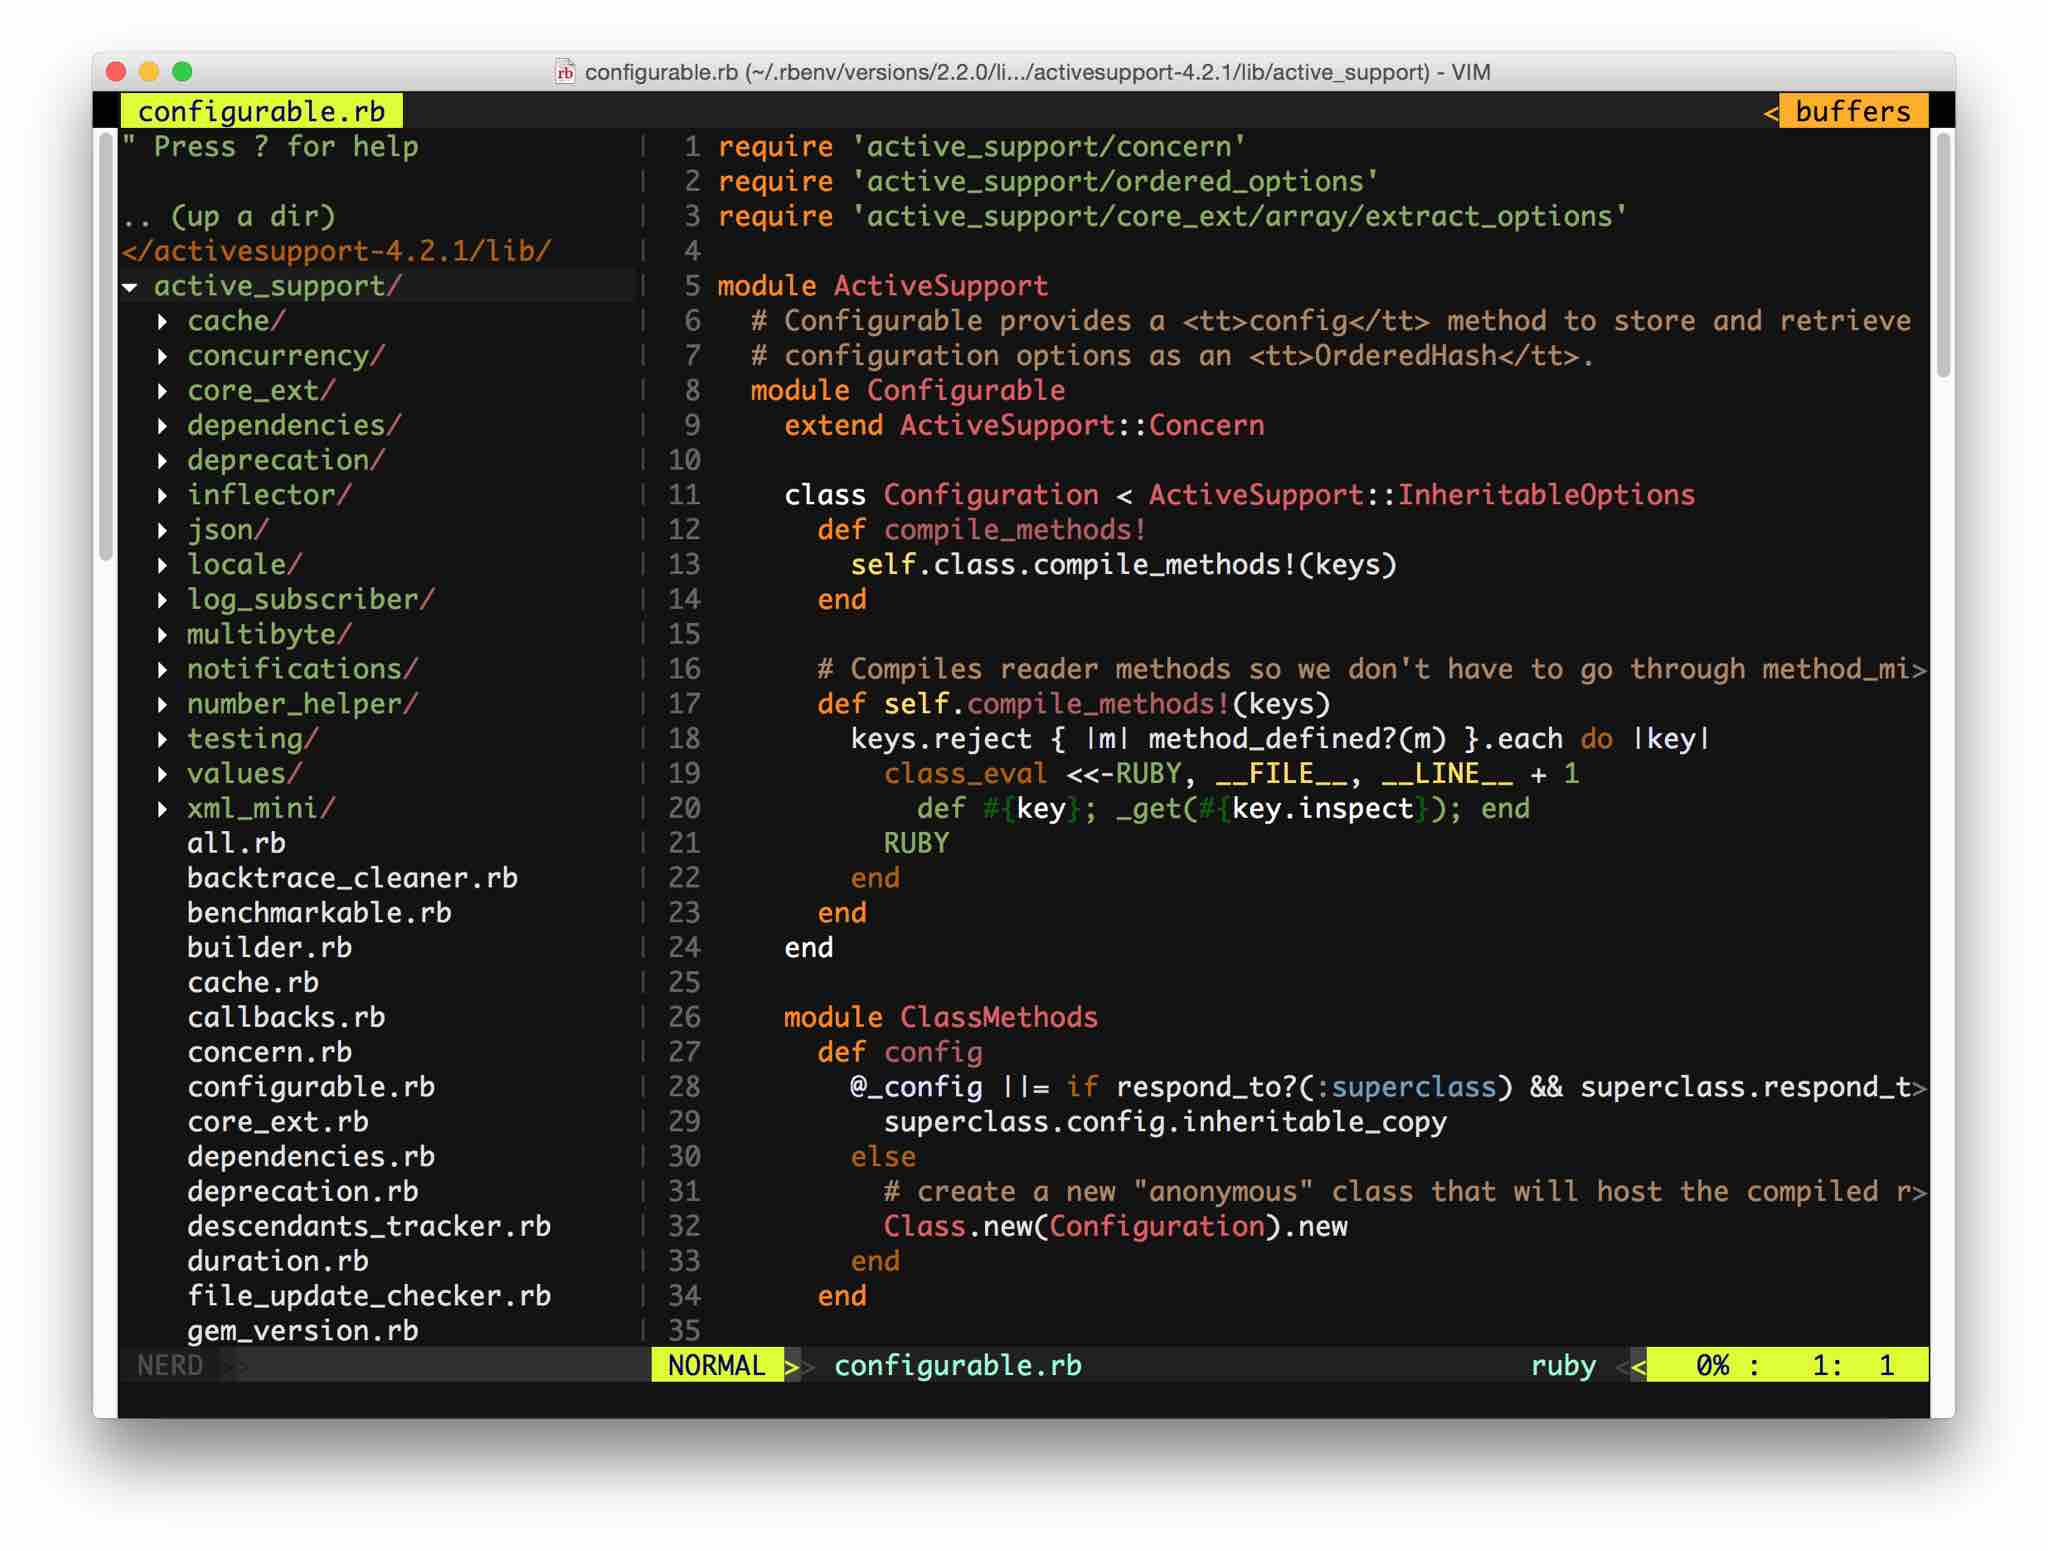 configurable.rb (~/.rbenv/versions/2.2.0/li.../activesupport-4.2.1/lib/active_support) - VIM
configurable.rb
< buffers
" Press ? for help
.. (up a dir)
</activesupport-4.2.1/lib/
▾ active_support/
▸ cache/
▸ concurrency/
▸ core_ext/
▸ dependencies/
▸ deprecation/
▸ inflector/
▸ json/
▸ locale/
▸ log_subscriber/
▸ multibyte/
▸ notifications/
▸ number_helper/
▸ testing/
▸ values/
▸ xml_mini/
all.rb
backtrace_cleaner.rb
benchmarkable.rb
builder.rb
cache.rb
callbacks.rb
concern.rb
configurable.rb
core_ext.rb
dependencies.rb
deprecation.rb
descendants_tracker.rb
duration.rb
file_update_checker.rb
gem_version.rb
1 require 'active_support/concern'
2 require 'active_support/ordered_options'
3 require 'active_support/core_ext/array/extract_options'
4
5 module ActiveSupport
6   # Configurable provides a <tt>config</tt> method to store and retrieve
7   # configuration options as an <tt>OrderedHash</tt>.
8   module Configurable
9     extend ActiveSupport::Concern
10
11     class Configuration < ActiveSupport::InheritableOptions
12       def compile_methods!
13         self.class.compile_methods!(keys)
14       end
15
16       # Compiles reader methods so we don't have to go through method_mi>
17       def self.compile_methods!(keys)
18         keys.reject { |m| method_defined?(m) }.each do |key|
19           class_eval <<-RUBY, __FILE__, __LINE__ + 1
20             def #{key}; _get(#{key.inspect}); end
21           RUBY
22         end
23       end
24     end
25
26     module ClassMethods
27       def config
28         @_config ||= if respond_to?(:superclass) && superclass.respond_t>
29           superclass.config.inheritable_copy
30         else
31           # create a new "anonymous" class that will host the compiled r>
32           Class.new(Configuration).new
33         end
34       end
35
NERD >>
NORMAL >> configurable.rb
ruby << 0% : 1: 1